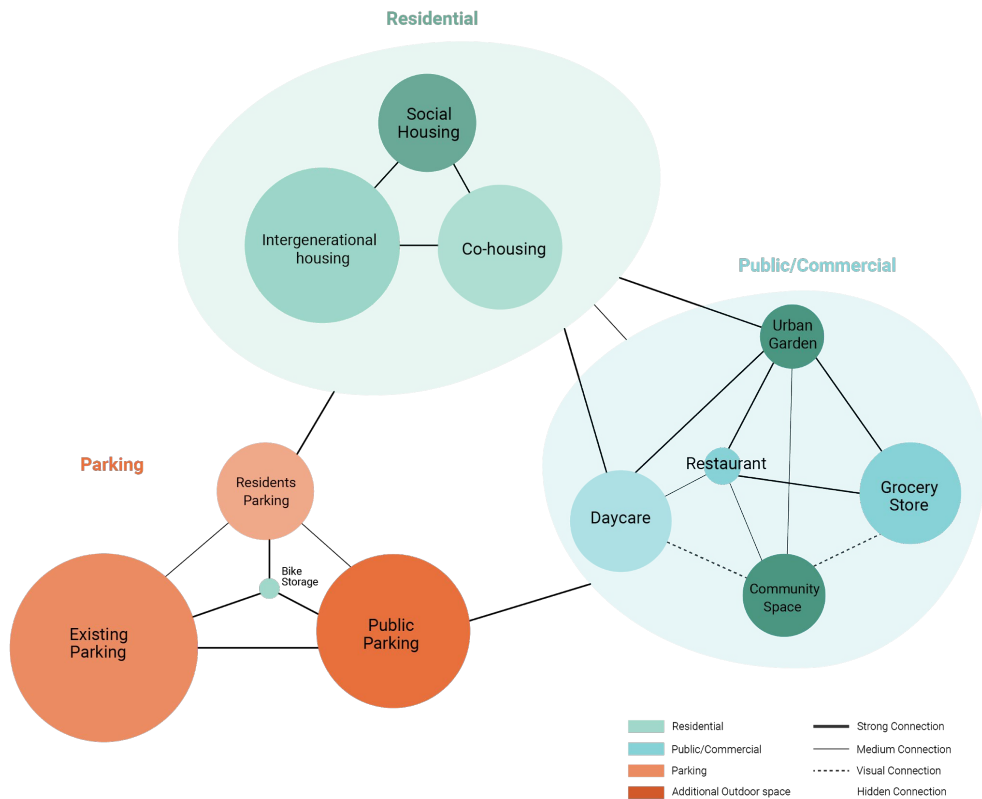 Residential
Social
Housing
Intergenerational
housing
Co-housing
Public/Commercial
Urban
Garden
Restaurant
Grocery
Store
Daycare
Community
Space
Parking
Residents
Parking
Bike
Storage
Existing
Parking
Public
Parking
Residential
Public/Commercial
Parking
Additional Outdoor space
Strong Connection
Medium Connection
Visual Connection
Hidden Connection